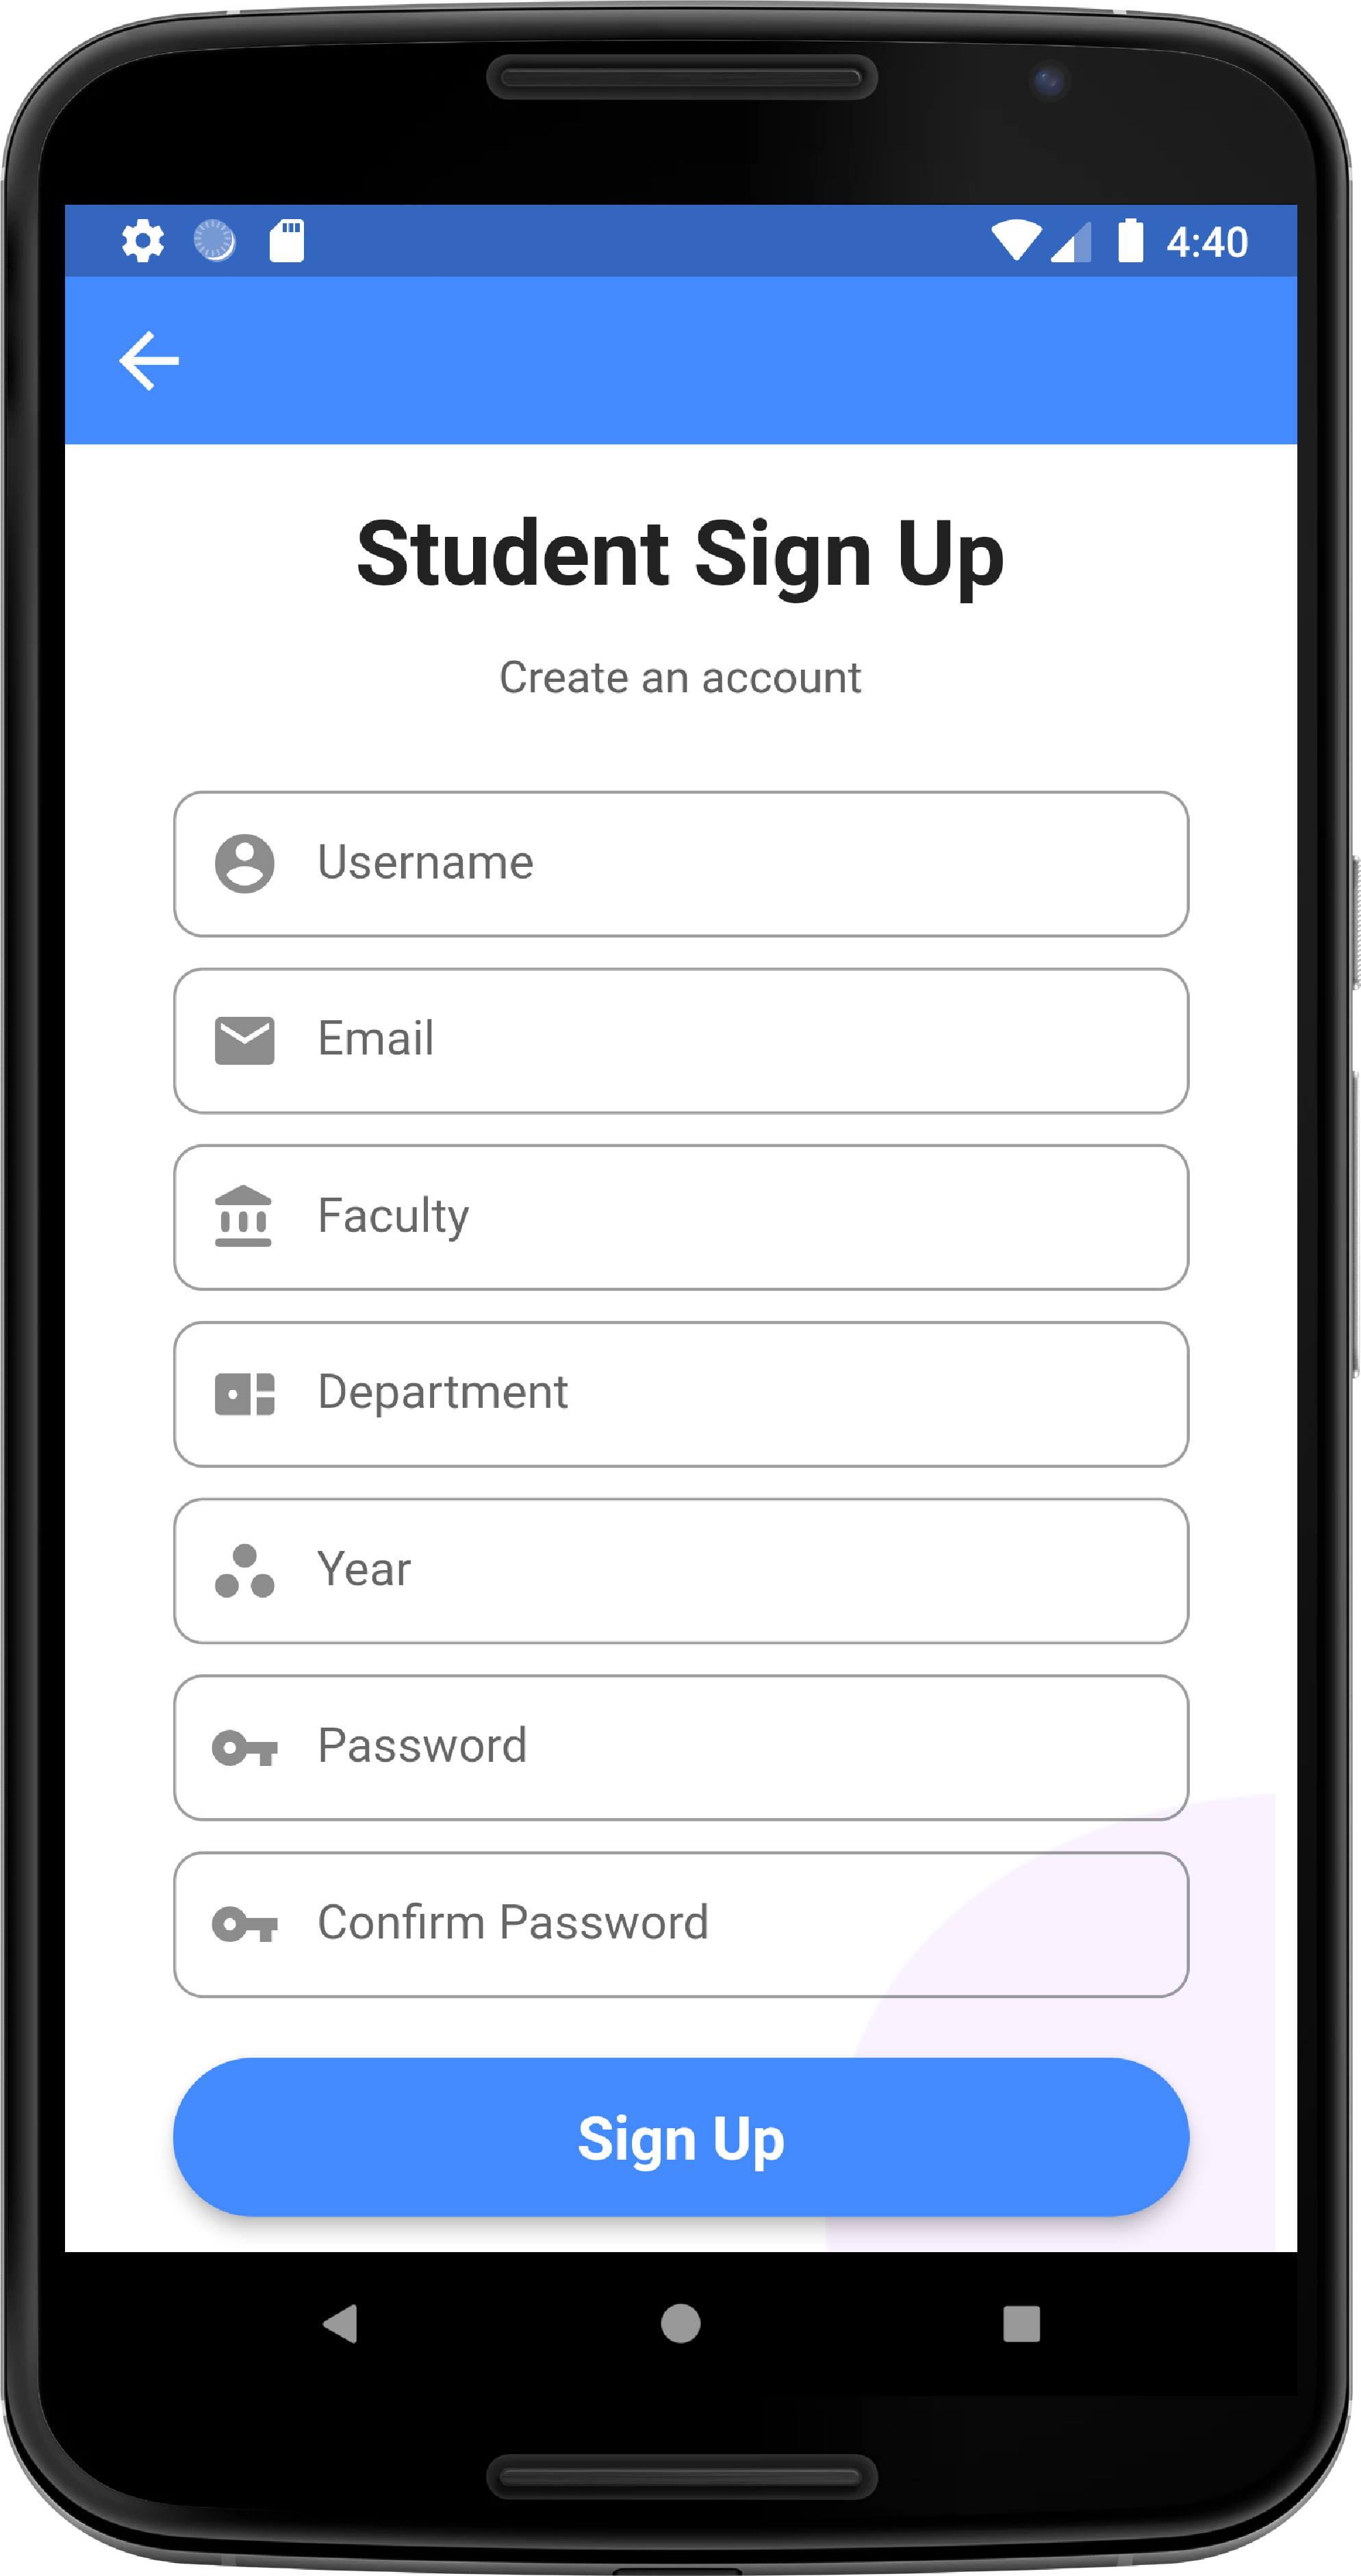 4:40
Student Sign Up
Create an account
Username
Email
Faculty
Department
Year
Password
Confirm Password
Sign Up